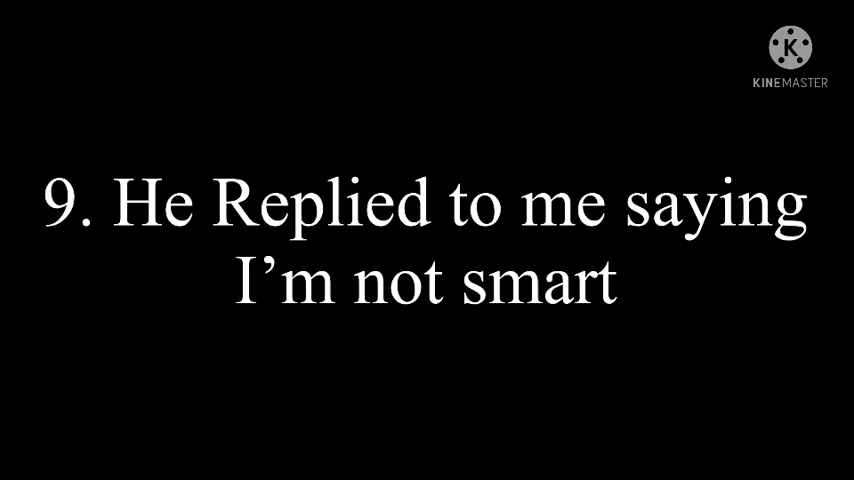 K
KINEMASTER
9. He Replied to me saying
I’m not smart